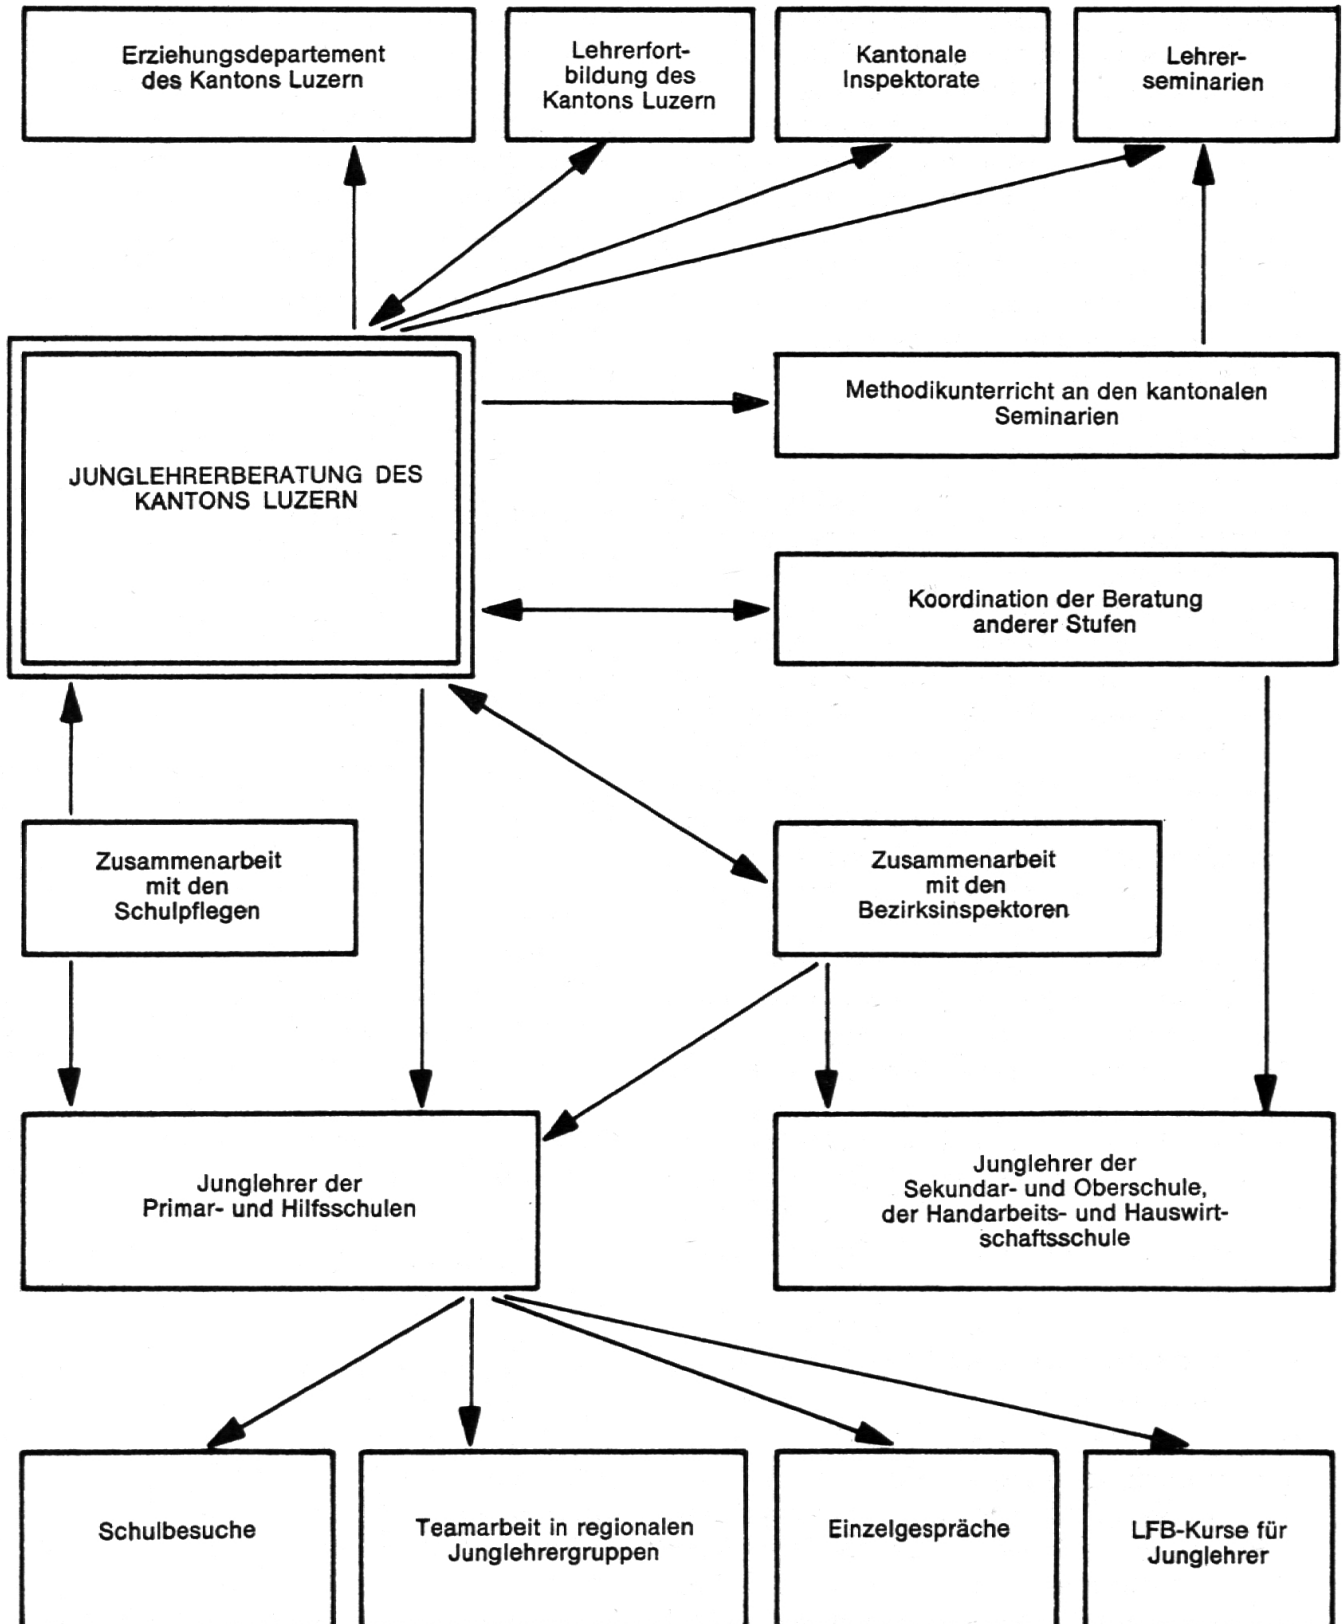 Erziehungsdepartement
des Kantons Luzern
Lehrerfort-
bildung des
Kantons Luzern
Kantonale
Inspektorate
Lehrer-
seminarien
JUNGLEHRERBERATUNG DES
KANTONS LUZERN
Methodikunterricht an den kantonalen
Seminarien
Koordination der Beratung
anderer Stufen
Zusammenarbeit
mit den
Schulpflegen
Zusammenarbeit
mit den
Bezirksinspektoren
Junglehrer der
Primar- und Hilfsschulen
Junglehrer der
Sekundar- und Oberschule,
der Handarbeits- und Hauswirt-
schaftsschule
Schulbesuche
Teamarbeit in regionalen
Junglehrergruppen
Einzelgespräche
LFB-Kurse für
Junglehrer